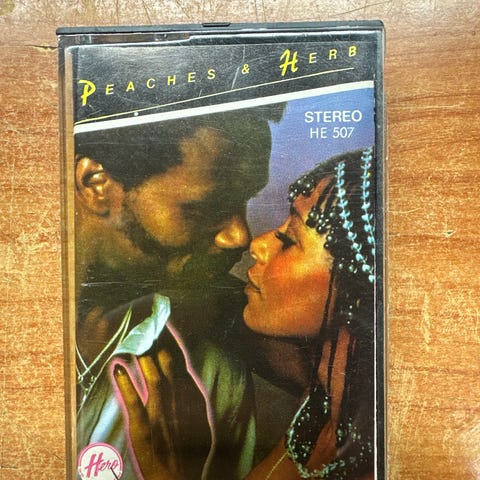 PEACHES & HERB
STEREO
HE 507
Hero